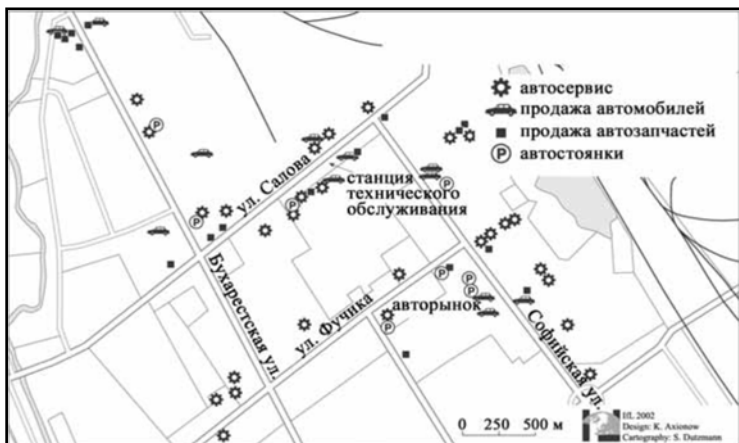 автосервис
продажа автомобилей
продажа автозапчастей
P автостоянки
ул. Салова
станция
технического
обслуживания
Бухарестская ул.
ул. Фучика
авторынок
Софийская ул.
0 250 500 м
HL 2002
Design: K. Axionow
Cartography: S. Dutzmann
P
P
P
P
P
P
P
P